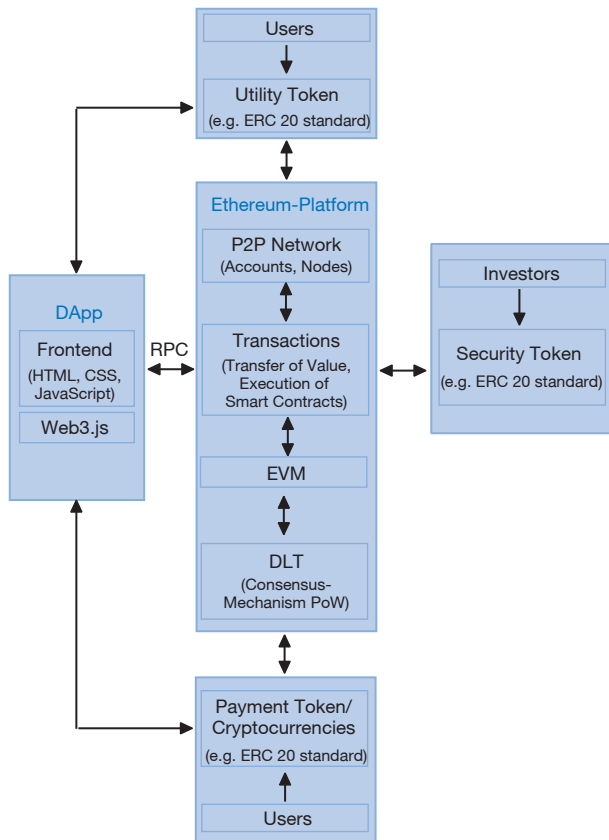 Users
Utility Token
(e.g. ERC 20 standard)
Ethereum-Platform
P2P Network
(Accounts, Nodes)
Transactions
(Transfer of Value,
Execution of
Smart Contracts)
EVM
DLT
(Consensus-
Mechanism PoW)
DApp
Frontend
(HTML, CSS,
JavaScript)
Web3.js
RPC
Investors
Security Token
(e.g. ERC 20 standard)
Payment Token/
Cryptocurrencies
(e.g. ERC 20 standard)
Users